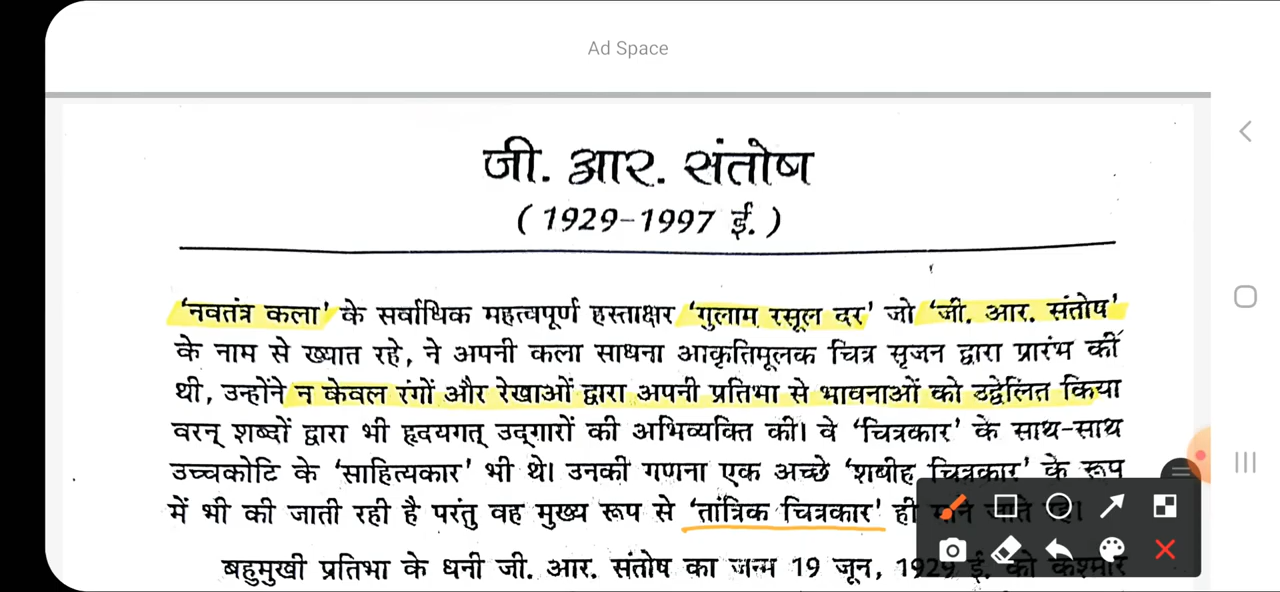 Ad Space
जी. आर. संतोष
( 1929-1997 ई. )
'नवतंत्र कला' के सर्वाधिक महत्वपूर्ण हस्ताक्षर 'गुलाम रसूल दर' जो 'जी. आर. संतोष'
के नाम से ख्यात रहे, ने अपनी कला साधना आकृतिमूलक चित्र सृजन द्वारा प्रारंभ की
थी, उन्होंने न केवल रंगों और रेखाओं द्वारा अपनी प्रतिभा से भावनाओं को उद्वेलित किया
वरन् शब्दों द्वारा भी हृदयगत् उद्‌गारों की अभिव्यक्ति की। वे 'चित्रकार' के साथ-साथ
उच्चकोटि के 'साहित्यकार' भी थे। उनकी गणना एक अच्छे 'शबीह चित्रकार' के रूप
में भी की जाती रही है परंतु वह मुख्य रूप से 'तांत्रिक चित्रकार' ही
बहुमुखी प्रतिभा के धनी जी. आर. संतोष का जन्म 19 जून, 1929 ई. को कश्मीर